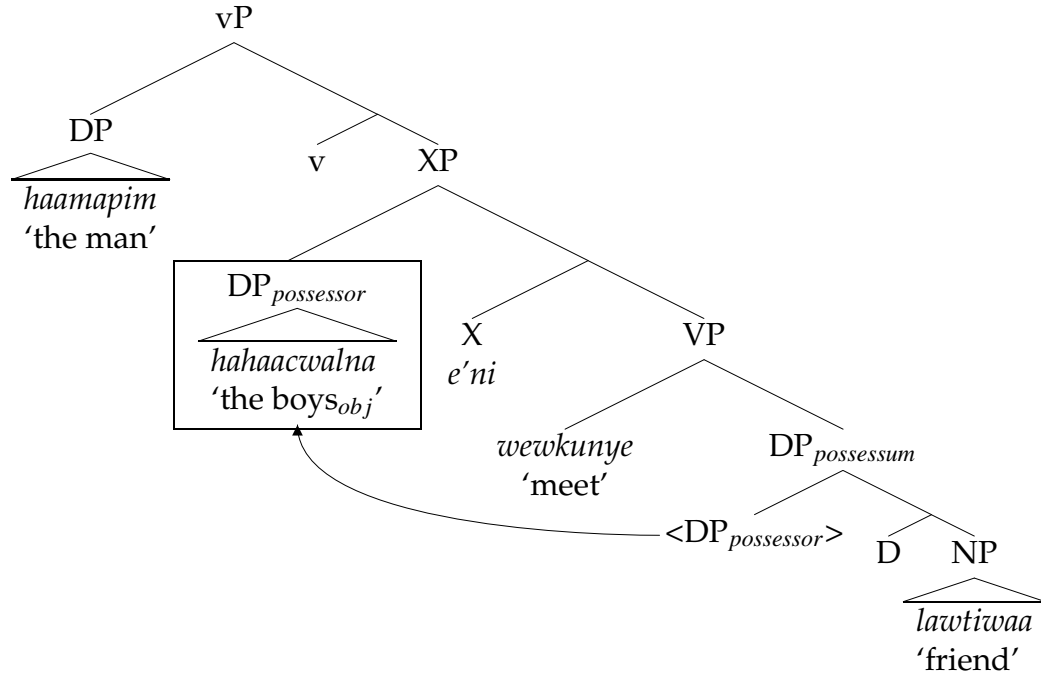 vP
DP
haamapim
‘the man’
v
XP
DPpossessor
hahaacwalna
‘the boysobj’
X
e’ni
VP
wewkunye
‘meet’
DPpossessum
<DPpossessor>
D
NP
lawtiwaa
‘friend’